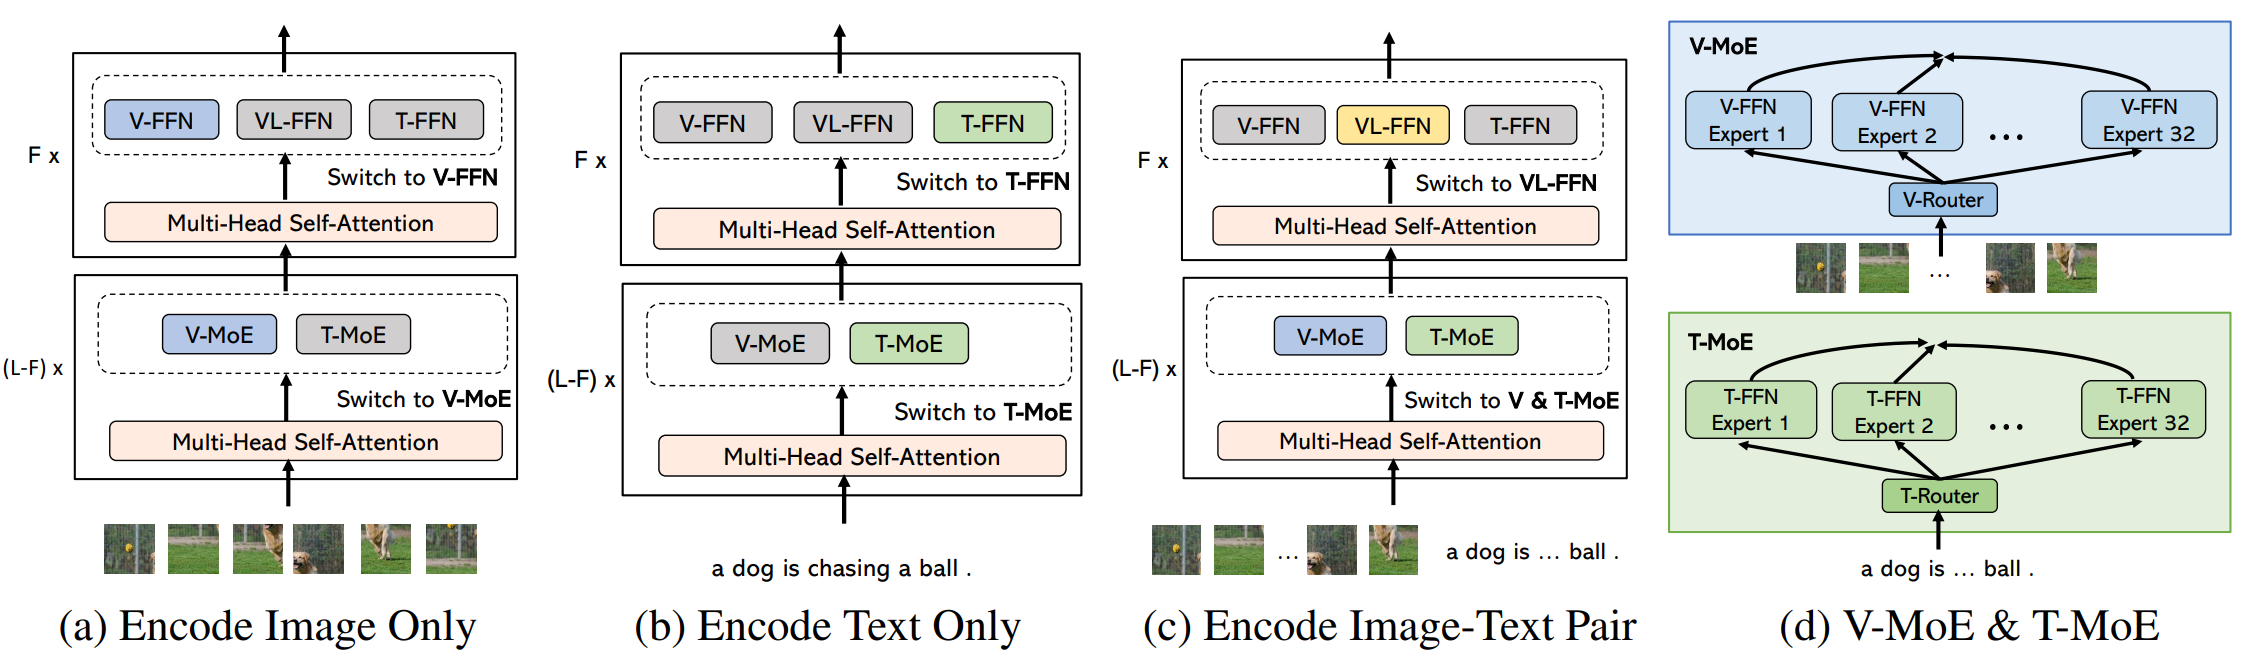 V-FFN VL-FFN T-FFN
F x
Switch to V-FFN
Multi-Head Self-Attention
V-MoE T-MoE
(L-F) x
Switch to V-MoE
Multi-Head Self-Attention
(a) Encode Image Only
V-FFN VL-FFN T-FFN
F x
Switch to T-FFN
Multi-Head Self-Attention
V-MoE T-MoE
(L-F) x
Switch to T-MoE
Multi-Head Self-Attention
a dog is chasing a ball .
(b) Encode Text Only
V-FFN VL-FFN T-FFN
F x
Switch to VL-FFN
Multi-Head Self-Attention
V-MoE T-MoE
(L-F) x
Switch to V & T-MoE
Multi-Head Self-Attention
... a dog is ... ball .
(c) Encode Image-Text Pair
V-MoE
V-FFN Expert 1
V-FFN Expert 2
...
V-FFN Expert 32
V-Router
...
T-MoE
T-FFN Expert 1
T-FFN Expert 2
...
T-FFN Expert 32
T-Router
a dog is ... ball .
(d) V-MoE & T-MoE